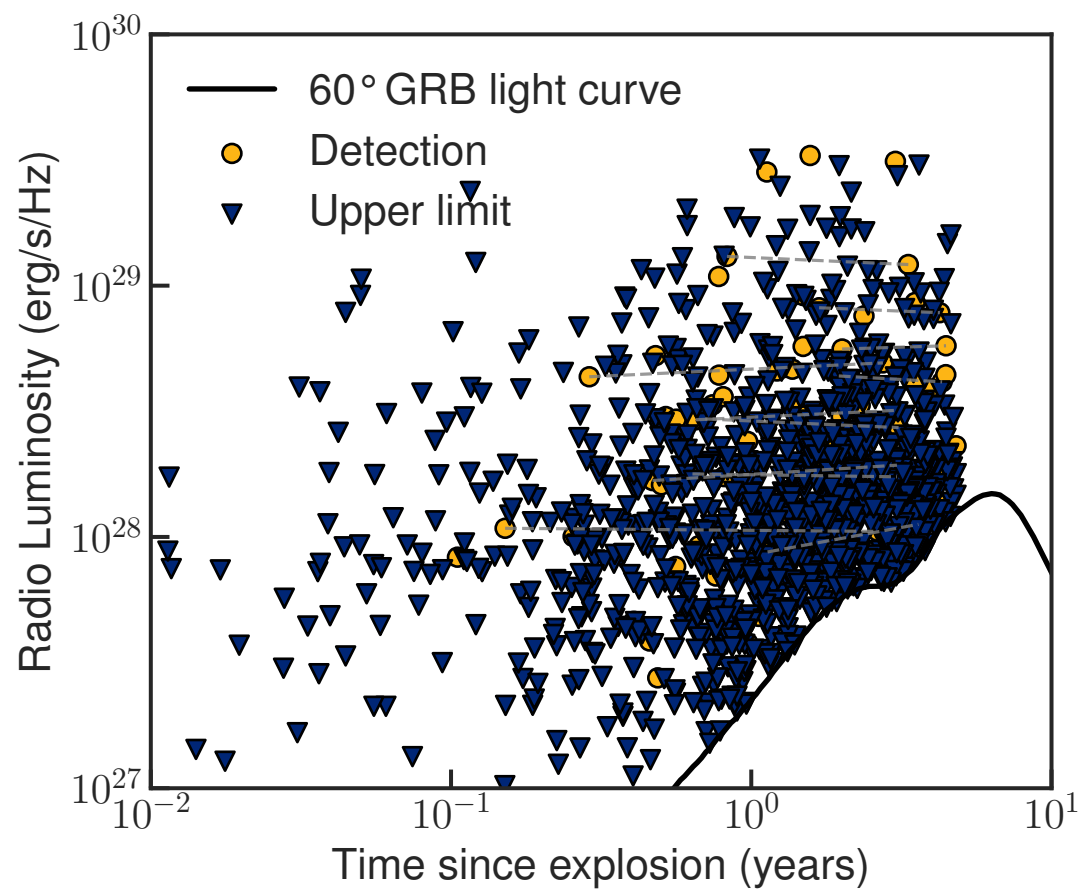 10^30
10^29
10^28
10^27
Radio Luminosity (erg/s/Hz)
60° GRB light curve
Detection
Upper limit
10^−2
10^−1
10^0
10^1
Time since explosion (years)